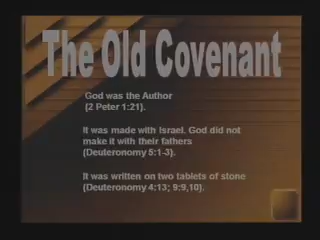 The Old Covenant
God was the Author
(2 Peter 1:21).
It was made with Israel. God did not
make it with their fathers
(Deuteronomy 5:1-3).
It was written on two tablets of stone
(Deuteronomy 4:13; 9:9,10).